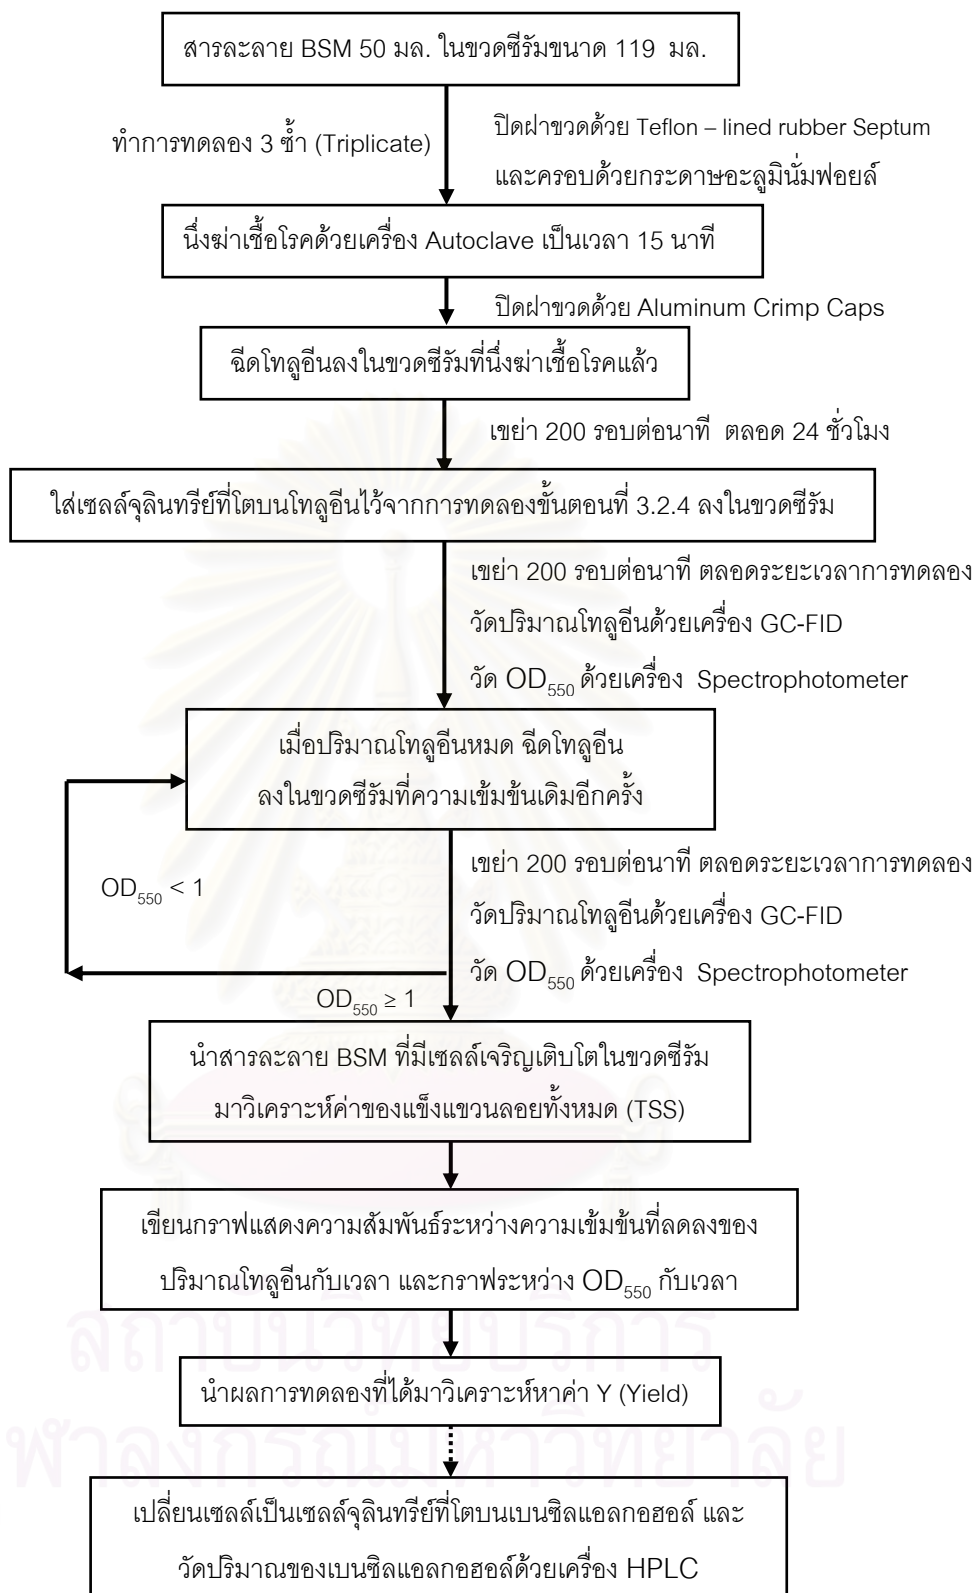 สารละลาย BSM 50 มล. ในขวดซีรัมขนาด 119 มล.
ทำการทดลอง 3 ซ้ำ (Triplicate)
ปิดฝาขวดด้วย Teflon – lined rubber Septum
และครอบด้วยกระดาษอะลูมินั่มฟอยล์
นึ่งฆ่าเชื้อโรคด้วยเครื่อง Autoclave เป็นเวลา 15 นาที
ปิดฝาขวดด้วย Aluminum Crimp Caps
ฉีดโทลูอีนลงในขวดซีรัมที่นึ่งฆ่าเชื้อโรคแล้ว
เขย่า 200 รอบต่อนาที ตลอด 24 ชั่วโมง
ใส่เซลล์จุลินทรีย์ที่โตบนโทลูอีนไว้จากการทดลองขั้นตอนที่ 3.2.4 ลงในขวดซีรัม
เขย่า 200 รอบต่อนาที ตลอดระยะเวลาการทดลอง
วัดปริมาณโทลูอีนด้วยเครื่อง GC-FID
วัด OD550 ด้วยเครื่อง Spectrophotometer
เมื่อปริมาณโทลูอีนหมด ฉีดโทลูอีน
ลงในขวดซีรัมที่ความเข้มข้นเดิมอีกครั้ง
เขย่า 200 รอบต่อนาที ตลอดระยะเวลาการทดลอง
OD550 < 1
วัดปริมาณโทลูอีนด้วยเครื่อง GC-FID
วัด OD550 ด้วยเครื่อง Spectrophotometer
OD550 ≥ 1
นำสารละลาย BSM ที่มีเซลล์เจริญเติบโตในขวดซีรัม
มาวิเคราะห์ค่าของแข็งแขวนลอยทั้งหมด (TSS)
เขียนกราฟแสดงความสัมพันธ์ระหว่างความเข้มข้นที่ลดลงของ
ปริมาณโทลูอีนกับเวลา และกราฟระหว่าง OD550 กับเวลา
สถาบันวิทยบริการ
นำผลการทดลองที่ได้มาวิเคราะห์หาค่า Y (Yield)
จุฬาลงกรณ์มหาวิทยาลัย
เปลี่ยนเซลล์เป็นเซลล์จุลินทรีย์ที่โตบนเบนซิลแอลกอฮอล์ และ
วัดปริมาณของเบนซิลแอลกอฮอล์ด้วยเครื่อง HPLC